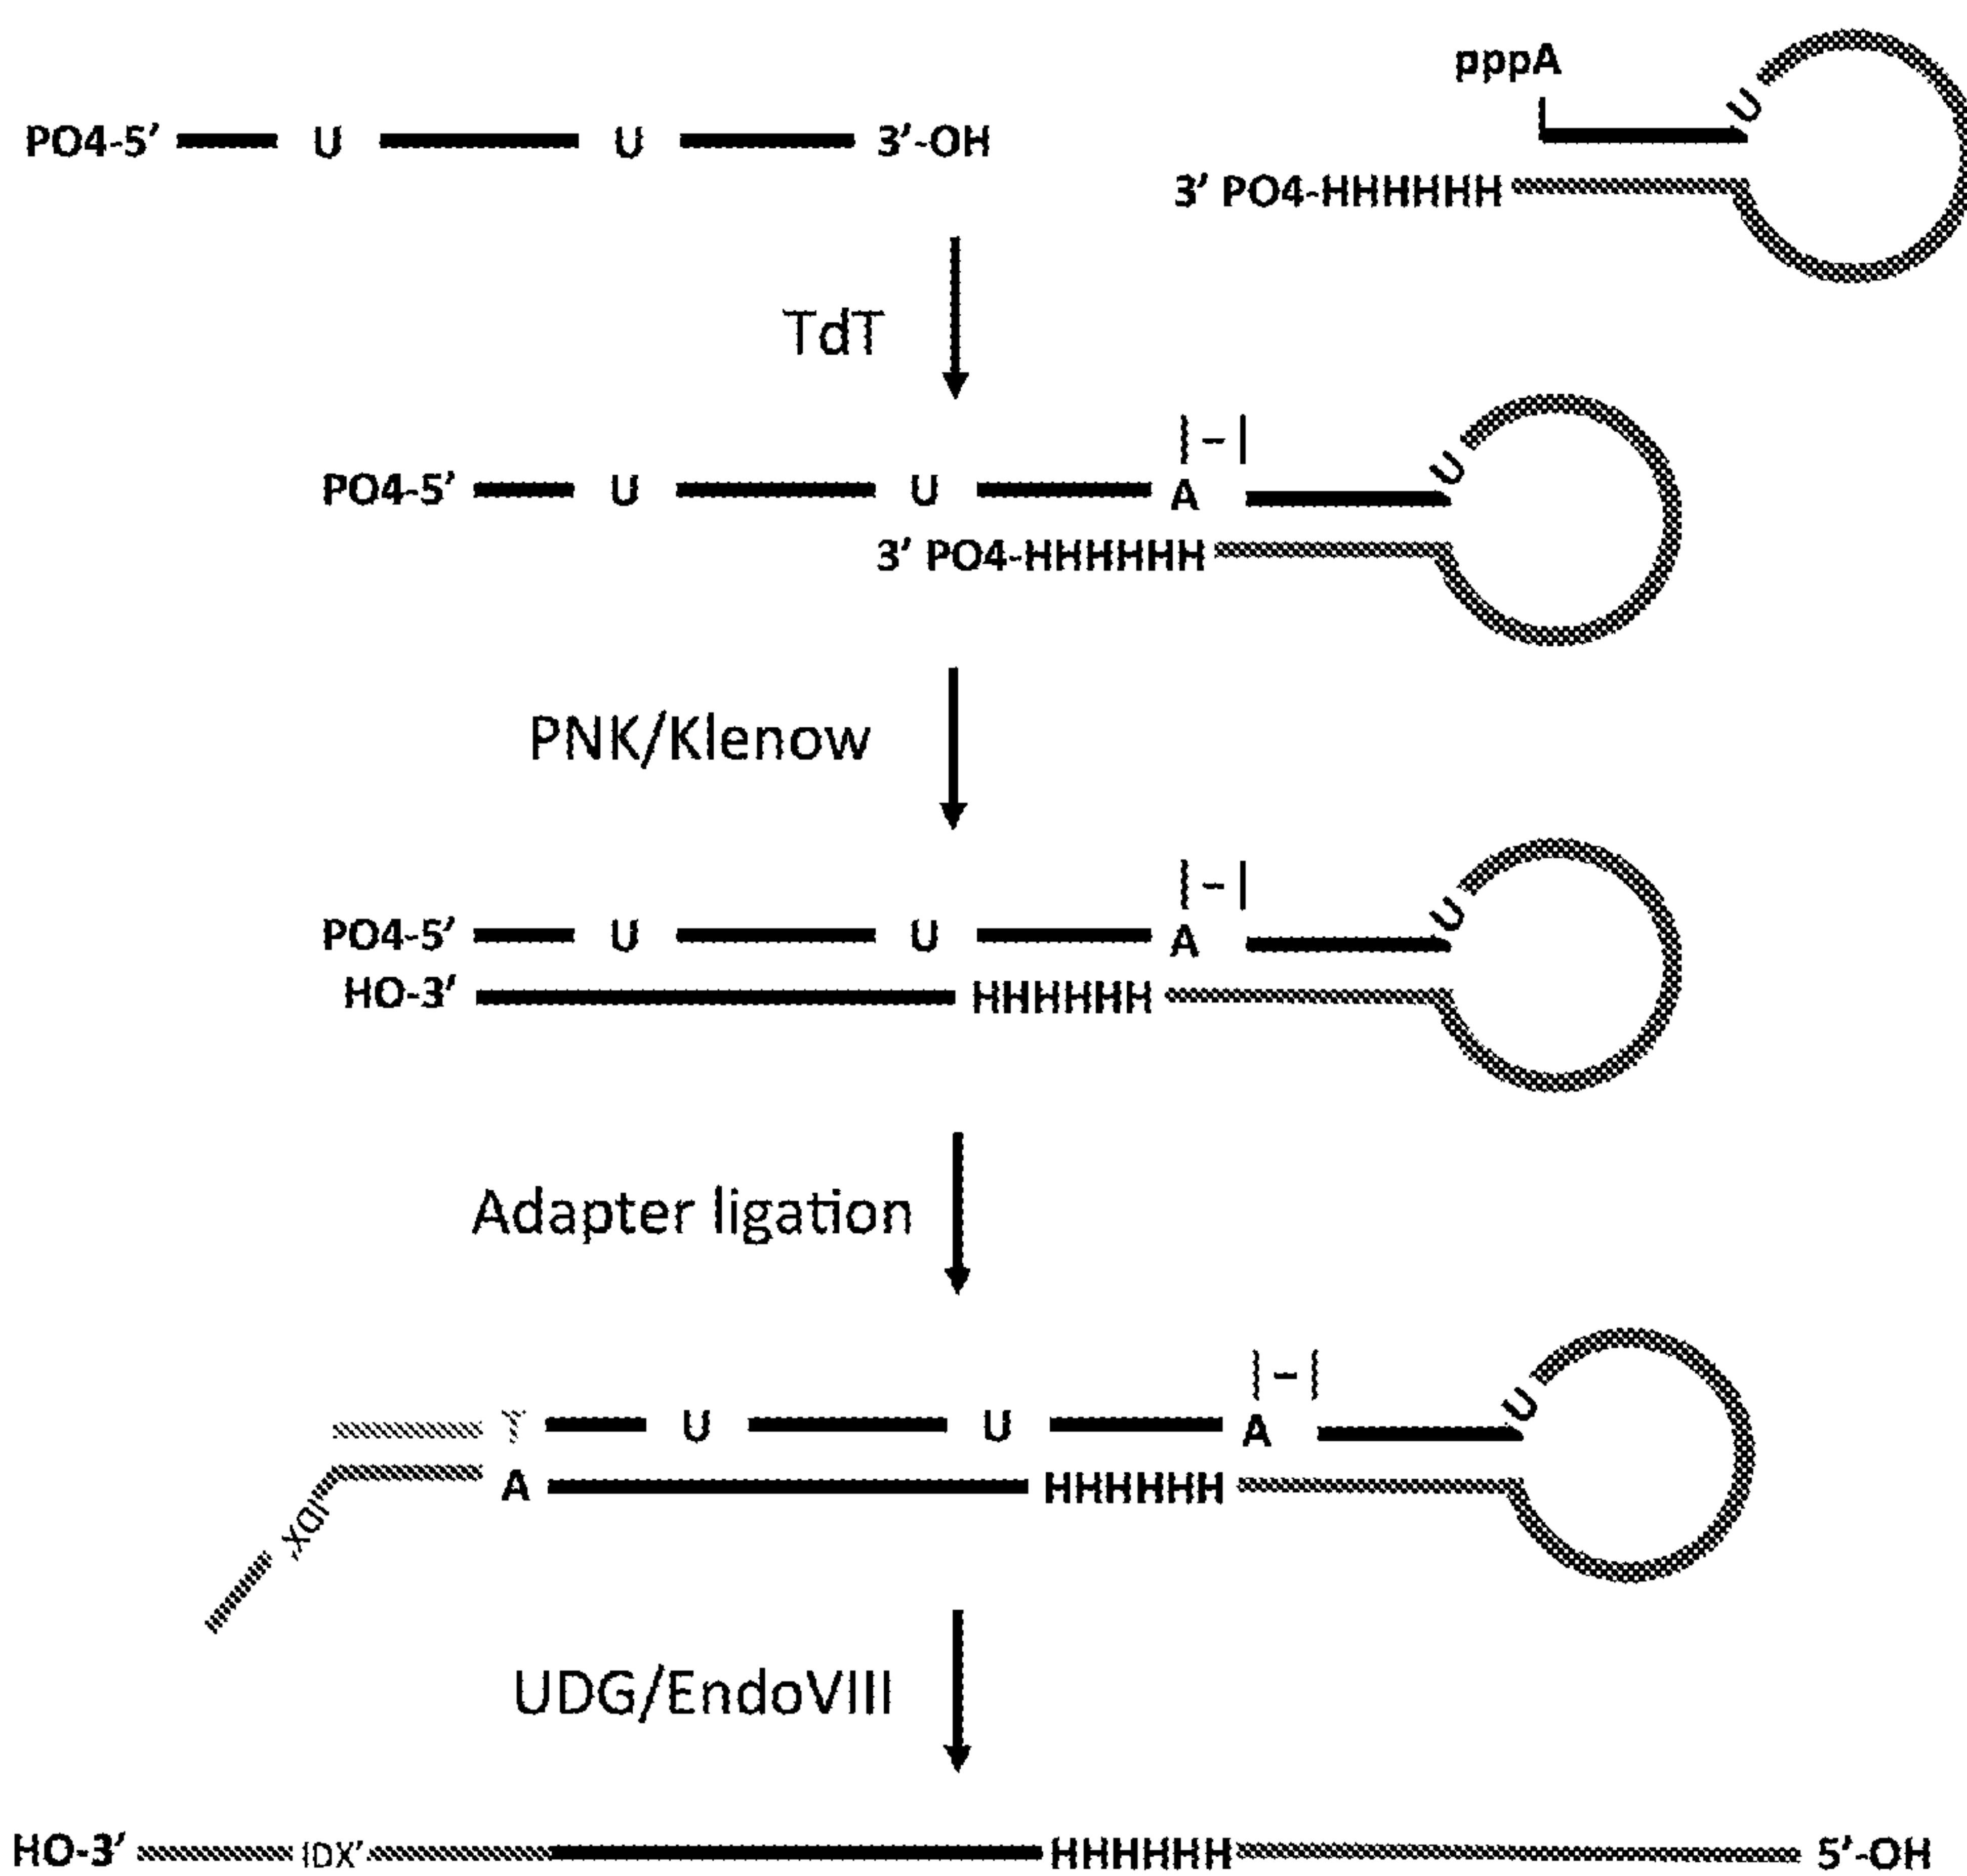 pppA
PO4-5' U U 3'-OH U
3' PO4-HHHHHH
TdT
PO4-5' U U A U
3' PO4-HHHHHH
PNK/Klenow
PO4-5' U U A U
HO-3' HHHHHH
Adapter ligation
T U U A U
A HHHHHH
IDX'
UDG/EndoVIII
HO-3' IDX' HHHHHH 5'-OH